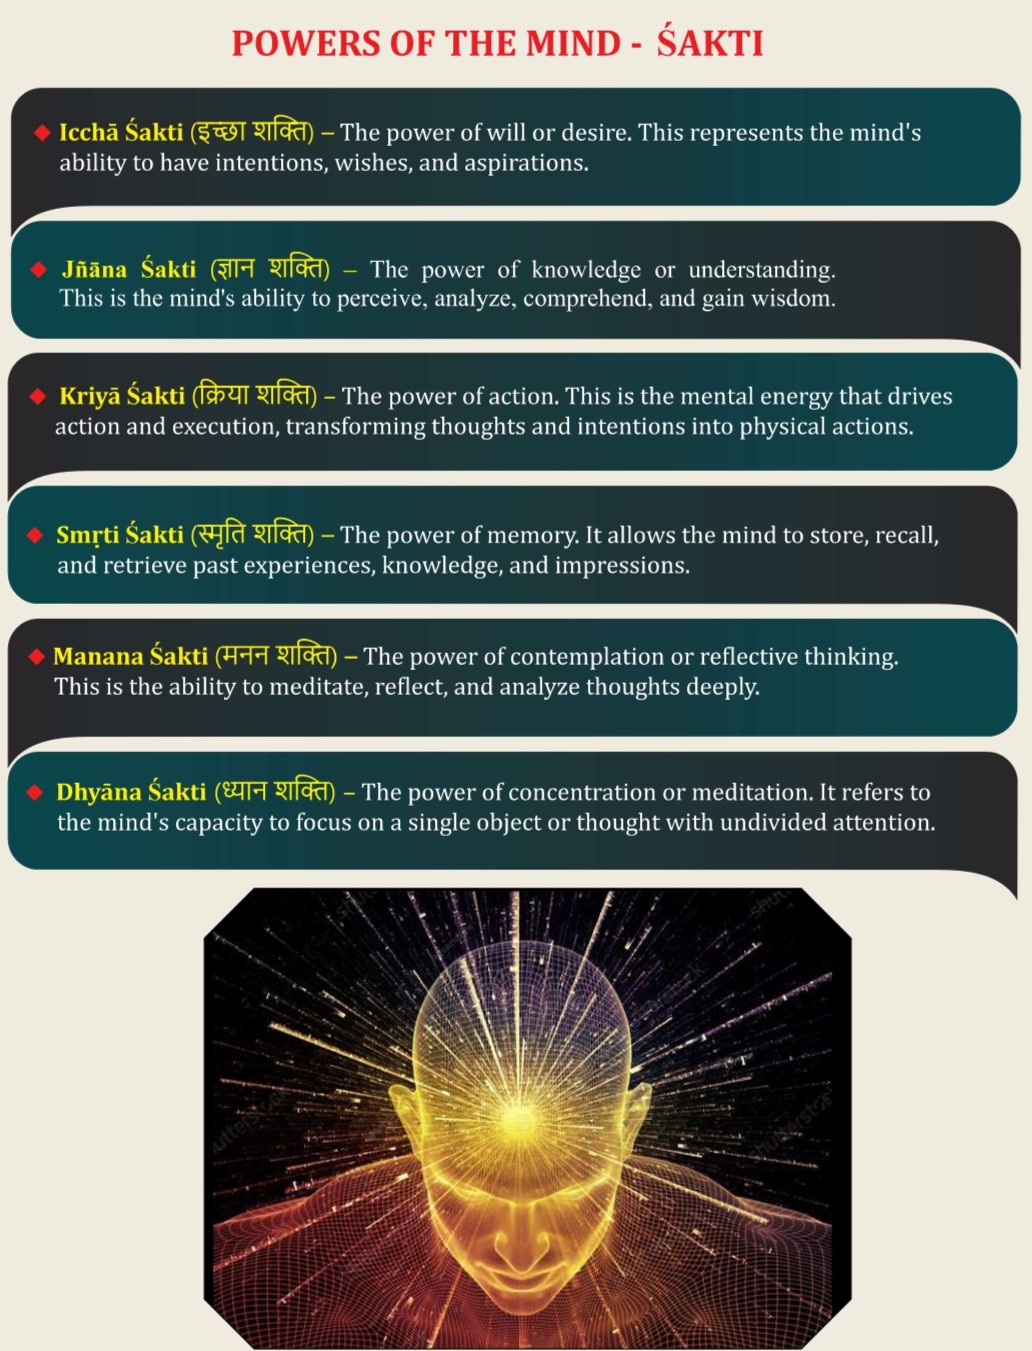 POWERS OF THE MIND - ŚAKTI
◆ Icchā Śakti (इच्छा शक्ति) – The power of will or desire. This represents the mind's
ability to have intentions, wishes, and aspirations.
◆ Jñāna Śakti (ज्ञान शक्ति) – The power of knowledge or understanding.
This is the mind's ability to perceive, analyze, comprehend, and gain wisdom.
◆ Kriyā Śakti (क्रिया शक्ति) – The power of action. This is the mental energy that drives
action and execution, transforming thoughts and intentions into physical actions.
◆ Smṛti Śakti (स्मृति शक्ति) – The power of memory. It allows the mind to store, recall,
and retrieve past experiences, knowledge, and impressions.
◆ Manana Śakti (मनन शक्ति) – The power of contemplation or reflective thinking.
This is the ability to meditate, reflect, and analyze thoughts deeply.
◆ Dhyāna Śakti (ध्यान शक्ति) – The power of concentration or meditation. It refers to
the mind's capacity to focus on a single object or thought with undivided attention.